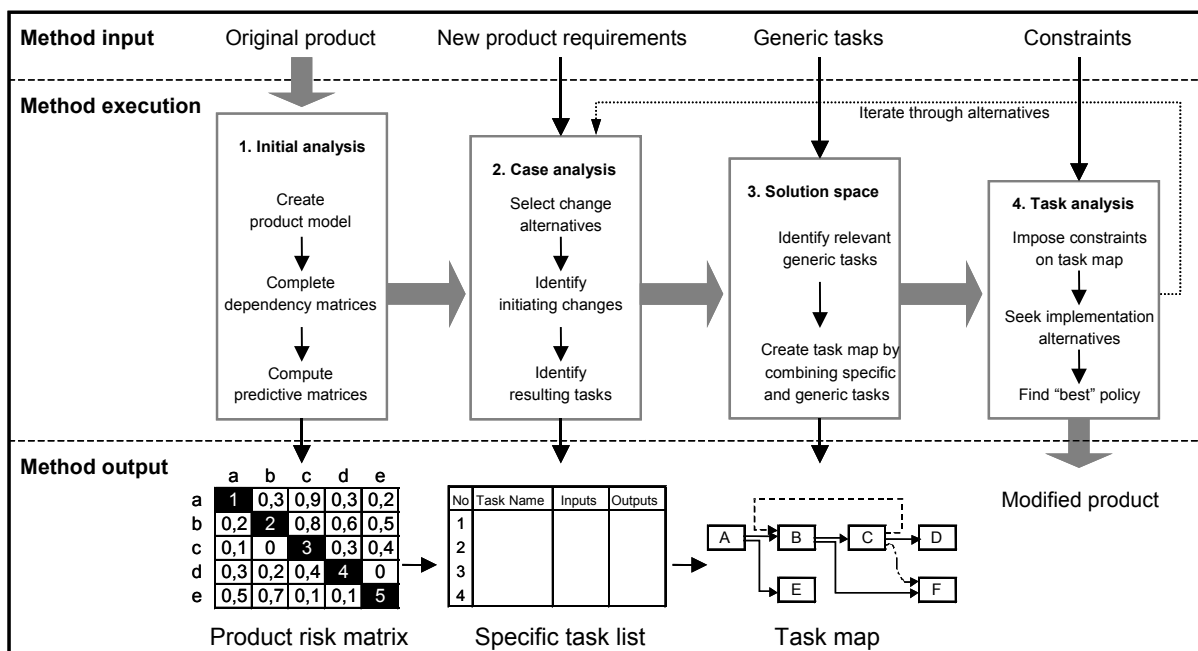 Method input
Original product
New product requirements
Generic tasks
Constraints
Method execution
Iterate through alternatives
1. Initial analysis
Create
product model
Complete
dependency matrices
Compute
predictive matrices
2. Case analysis
Select change
alternatives
Identify
initiating changes
Identify
resulting tasks
3. Solution space
Identify relevant
generic tasks
Create task map by
combining specific
and generic tasks
4. Task analysis
Impose constraints
on task map
Seek implementation
alternatives
Find “best” policy
Method output
a b c d e
a 1 0,3 0,9 0,3 0,2
b 0,2 2 0,8 0,6 0,5
c 0,1 0 3 0,3 0,4
d 0,3 0,2 0,4 4 0
e 0,5 0,7 0,1 0,1 5
Product risk matrix
No Task Name Inputs Outputs
1
2
3
4
Specific task list
A B C D
E F
Task map
Modified product